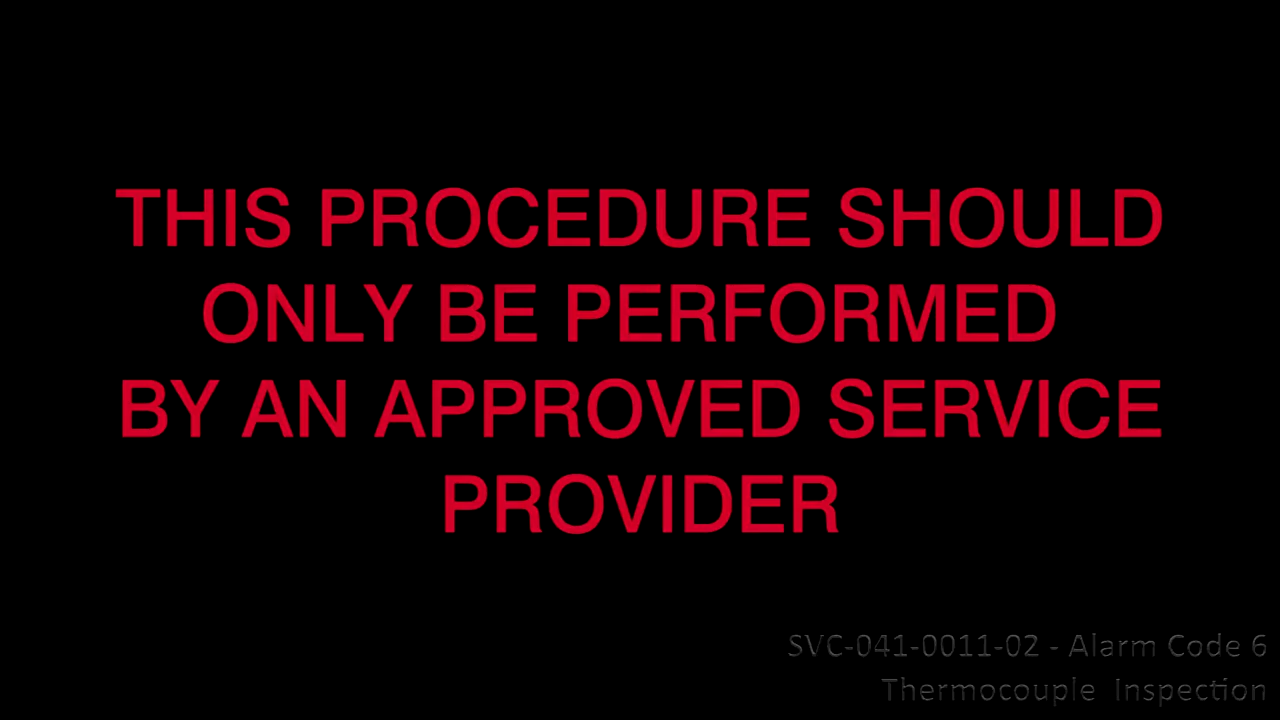 THIS PROCEDURE SHOULD
ONLY BE PERFORMED
BY AN APPROVED SERVICE
PROVIDER
SVC-041-0011-02 - Alarm Code 6
Thermocouple Inspection